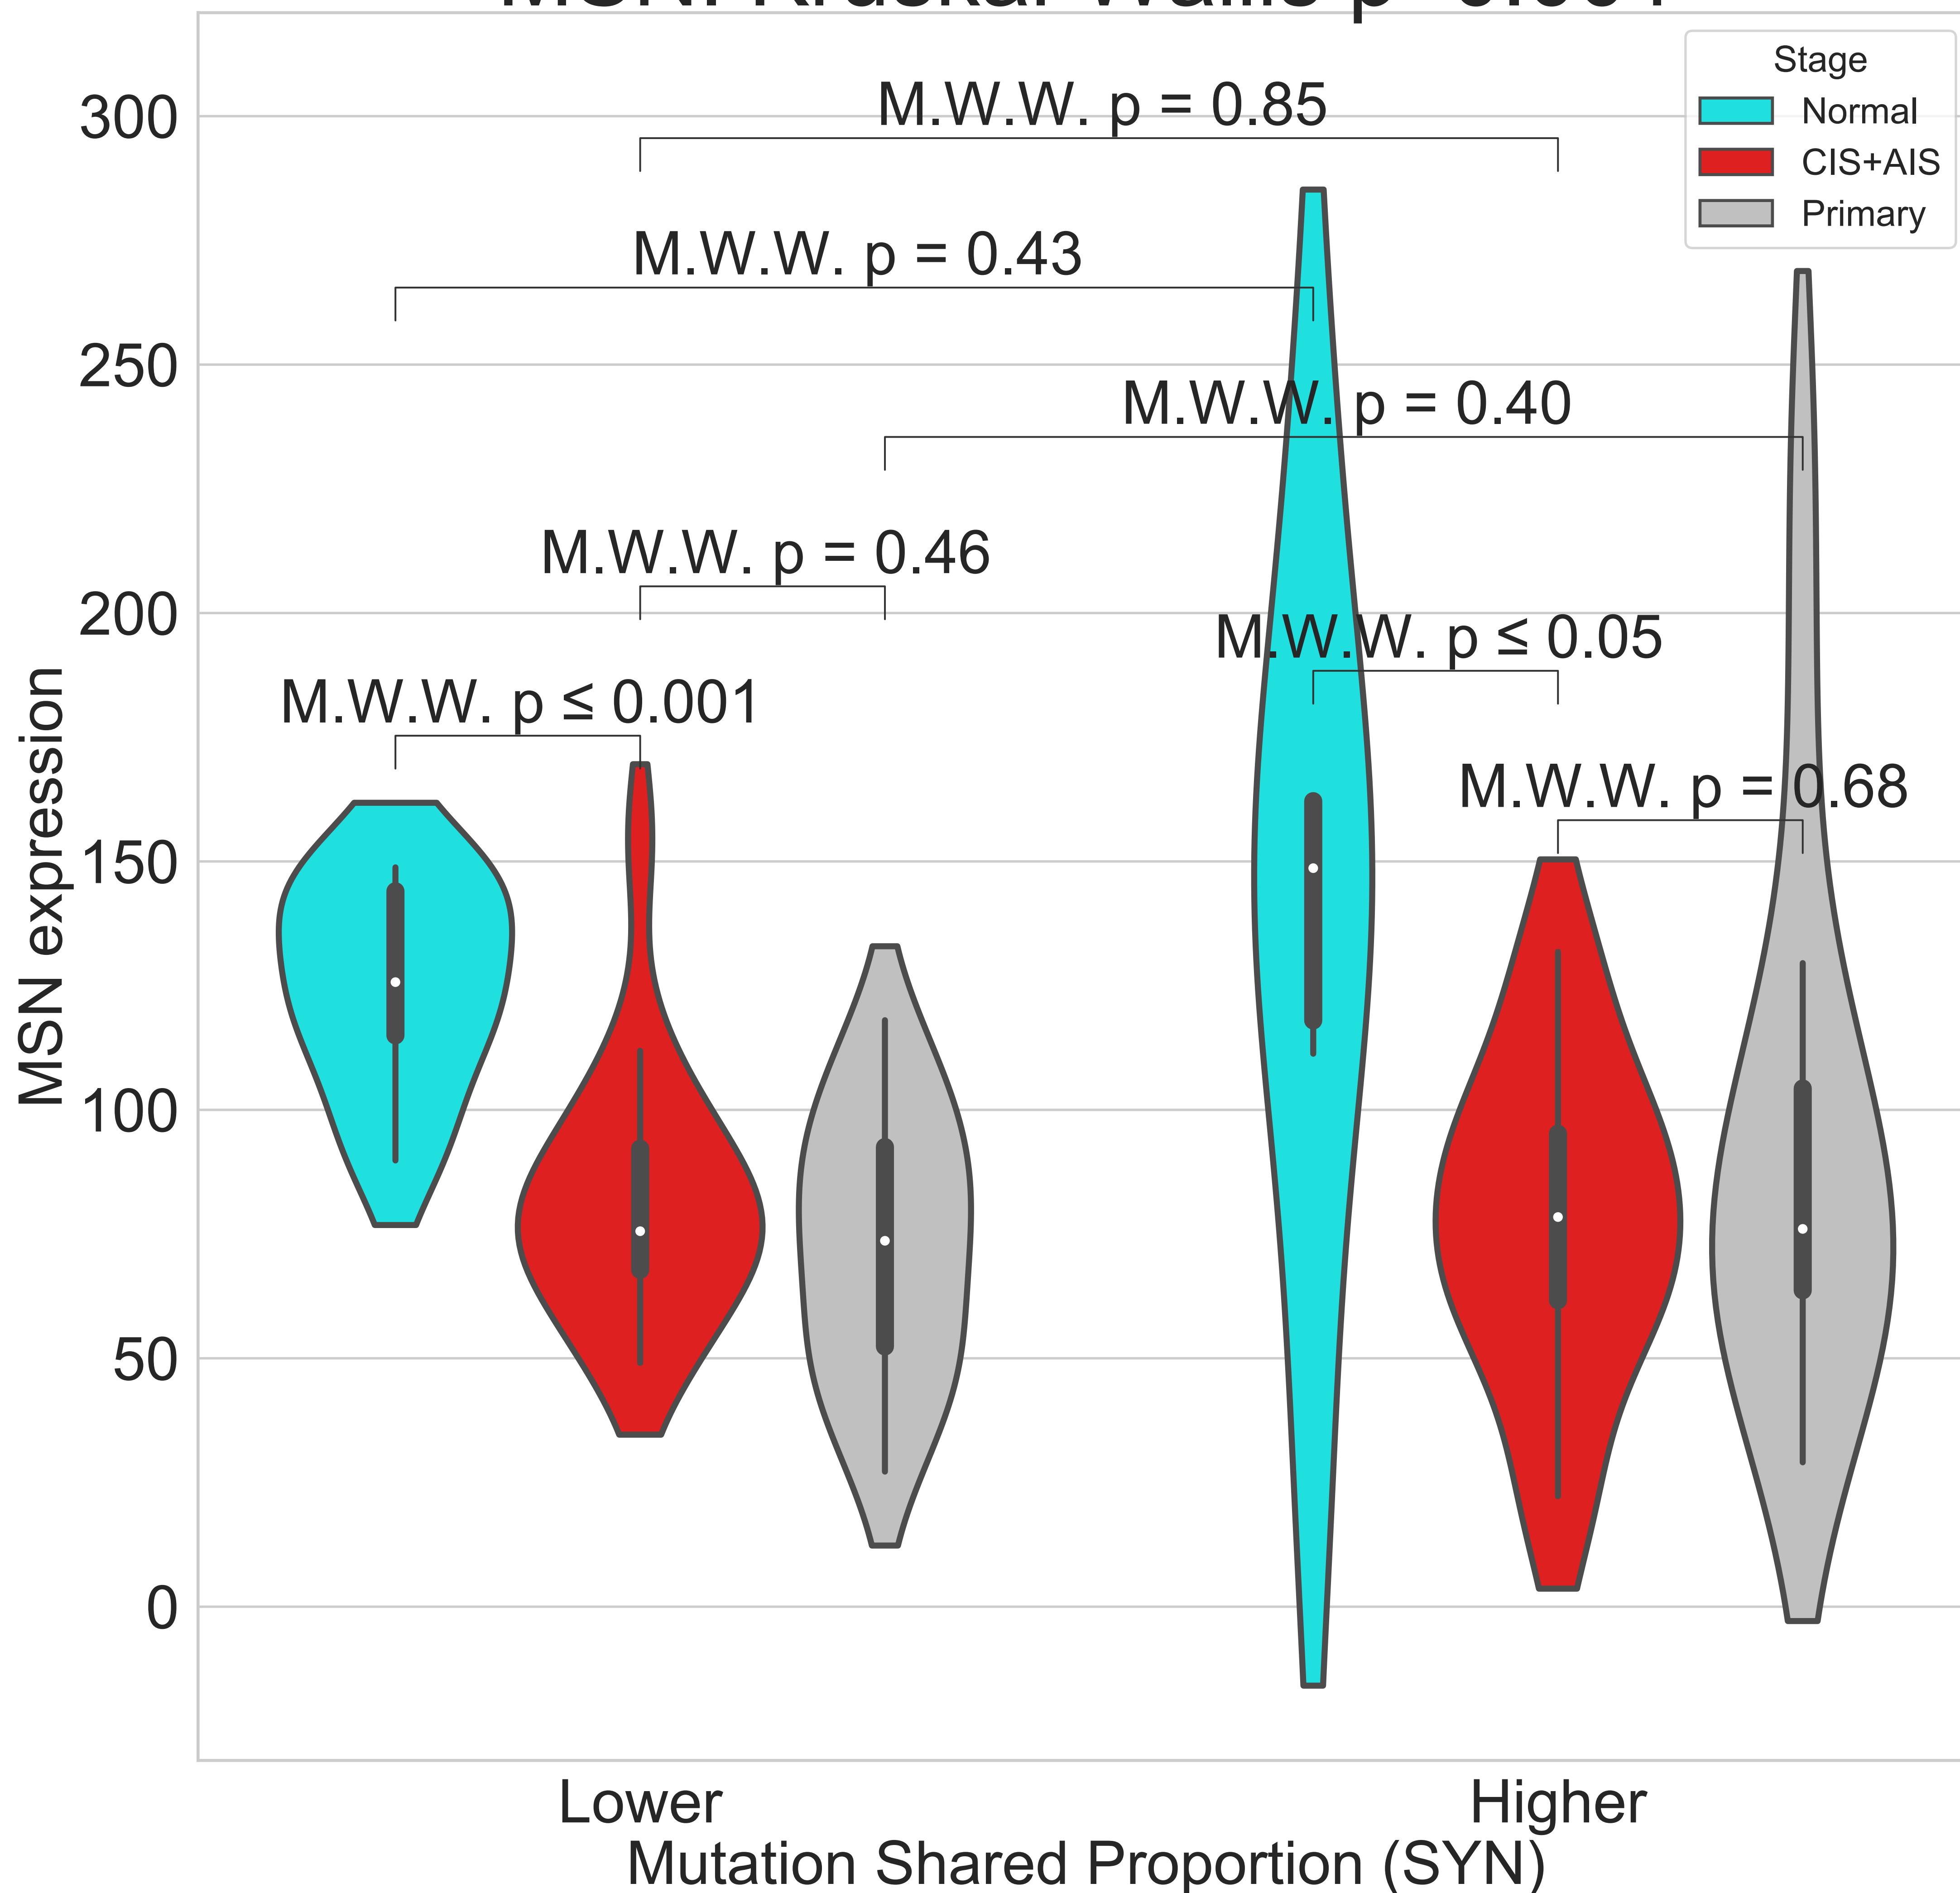 Stage
Normal
CIS+AIS
Primary
M.W.W. p = 0.85
M.W.W. p = 0.43
M.W.W. p = 0.40
M.W.W. p = 0.46
M.W.W. p ≤ 0.05
M.W.W. p ≤ 0.001
M.W.W. p = 0.68
300
250
200
150
100
50
0
MSN expression
Lower
Higher
Mutation Shared Proportion (SYN)